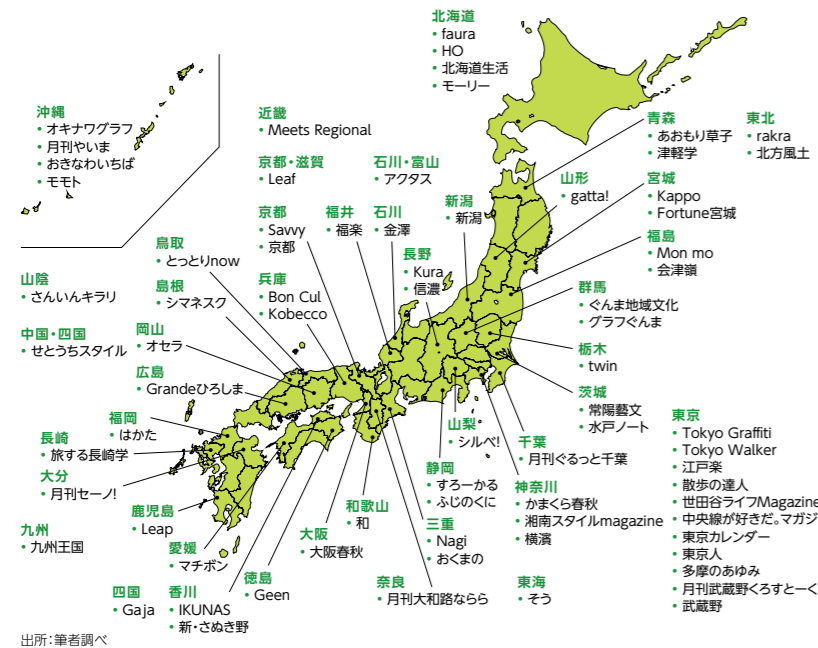 北海道
• faura
• HO
• 北海道生活
• モーリー
沖縄
• オキナワグラフ
• 月刊やいま
• おきなわいちば
• モモト
近畿
• Meets Regional
京都・滋賀
• Leaf
石川・富山
• アクタス
青森
• あおもり草子
• 津軽学
東北
• rakra
• 北方風土
山形
• gatta!
宮城
• Kappo
• Fortune宮城
新潟
• 新潟
京都
• Savvy
• 京都
福井
• 福楽
石川
• 金澤
福島
• Mon mo
• 会津嶺
鳥取
• とっとりnow
長野
• Kura
• 信濃
山陰
• さんいんキラリ
島根
• シマネスク
兵庫
• Bon Cul
• Kobecco
群馬
• ぐんま地域文化
• グラフぐんま
中国・四国
• せとうちスタイル
岡山
• オセラ
栃木
• twin
広島
• Grandeひろしま
茨城
• 常陽藝文
• 水戸ノート
福岡
• はかた
東京
• Tokyo Graffiti
• Tokyo Walker
• 江戸楽
• 散歩の達人
• 世田谷ライフMagazine
• 中央線が好きだ。マガジ
• 東京カレンダー
• 東京人
• 多摩のあゆみ
• 月刊武蔵野くろすとーく
• 武蔵野
山梨
• シルペ!
千葉
• 月刊ぐるっと千葉
長崎
• 旅する長崎学
大分
• 月刊セーノ!
静岡
• すろーかる
• ふじのくに
神奈川
• かまくら春秋
• 湘南スタイルmagazine
• 横濱
鹿児島
• Leap
和歌山
• 和
三重
• Nagi
• おくまの
九州
• 九州王国
大阪
• 大阪春秋
愛媛
• マチボン
徳島
• Geen
奈良
• 月刊大和路ならら
東海
• そう
四国
• Gaja
香川
• IKUNAS
• 新・さぬき野
出所:筆者調べ